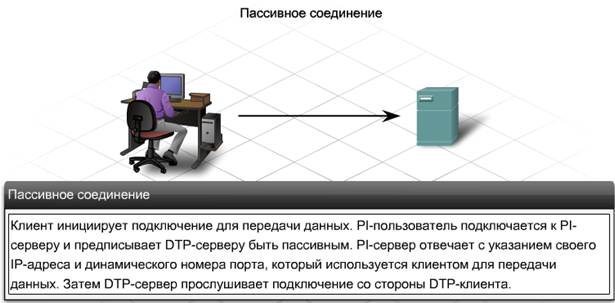 Пассивное соединение
Пассивное соединение
Клиент инициирует подключение для передачи данных. PI-пользователь подключается к PI-
серверу и предписывает DTP-серверу быть пассивным. PI-сервер отвечает с указанием своего
IP-адреса и динамического номера порта, который используется клиентом для передачи
данных. Затем DTP-сервер прослушивает подключение со стороны DTP-клиента.